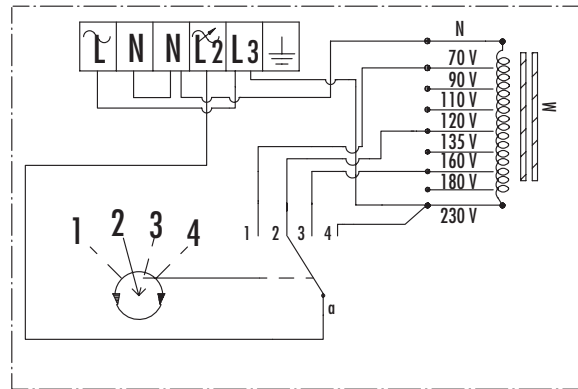 L N N L2 L3
N
70 V
90 V
110 V
120 V
135 V
160 V
180 V
230 V
M
1 2 3 4
1 2 3 4
a